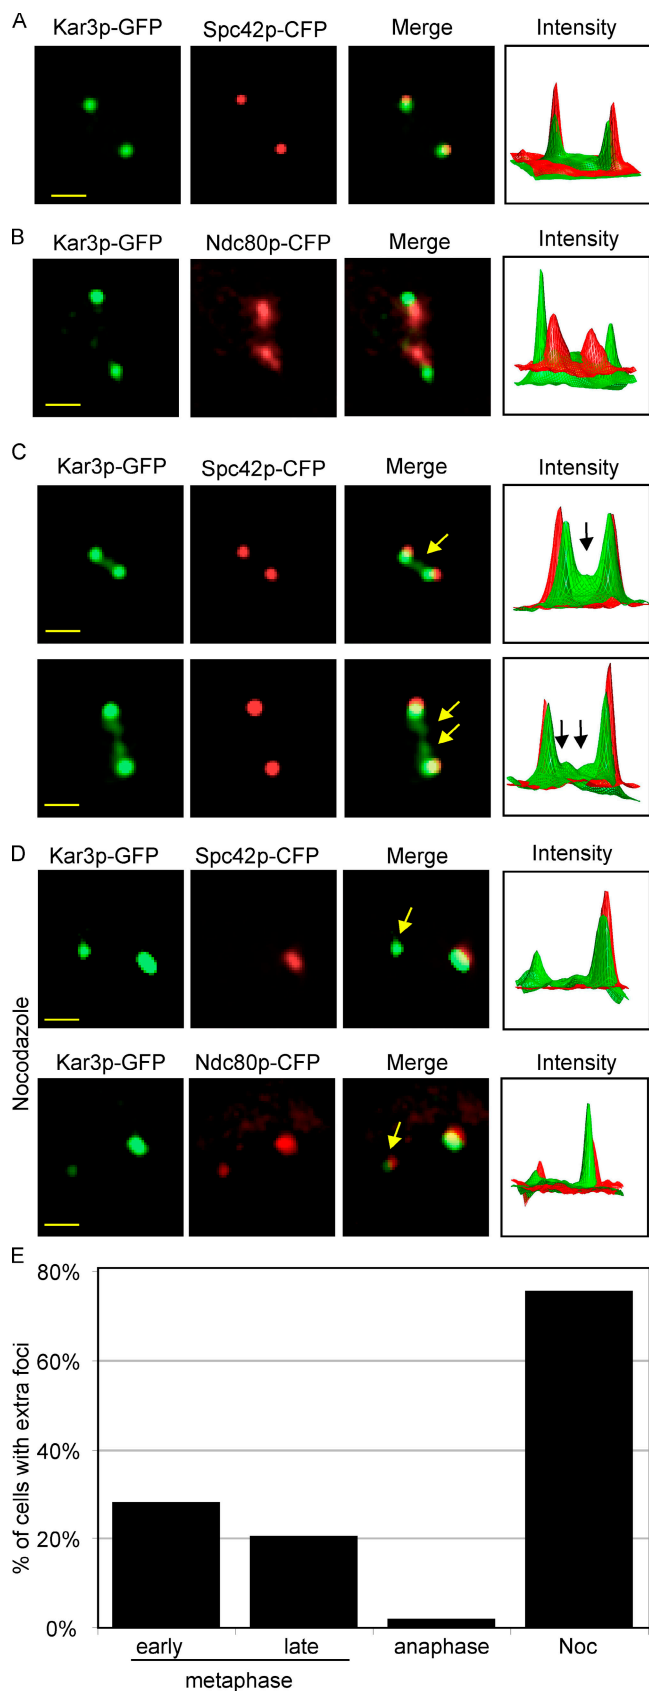 A
Kar3p-GFP Spc42p-CFP Merge Intensity
B
Kar3p-GFP Ndc80p-CFP Merge Intensity
C
Kar3p-GFP Spc42p-CFP Merge Intensity
D
Kar3p-GFP Spc42p-CFP Merge Intensity
Nocodazole
Kar3p-GFP Ndc80p-CFP Merge Intensity
E
% of cells with extra foci
80%
60%
40%
20%
0%
early late anaphase Noc
metaphase